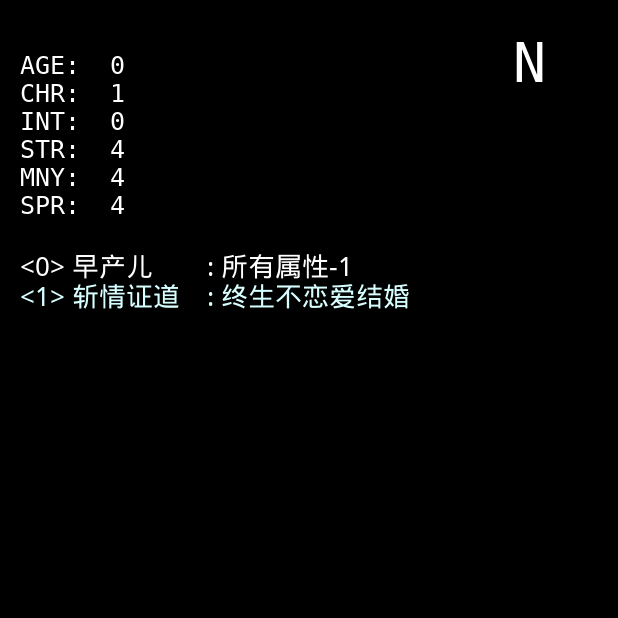 N
AGE: 0
CHR: 1
INT: 0
STR: 4
MNY: 4
SPR: 4
<0> 早产儿 : 所有属性-1
<1> 斩情证道 : 终生不恋爱结婚